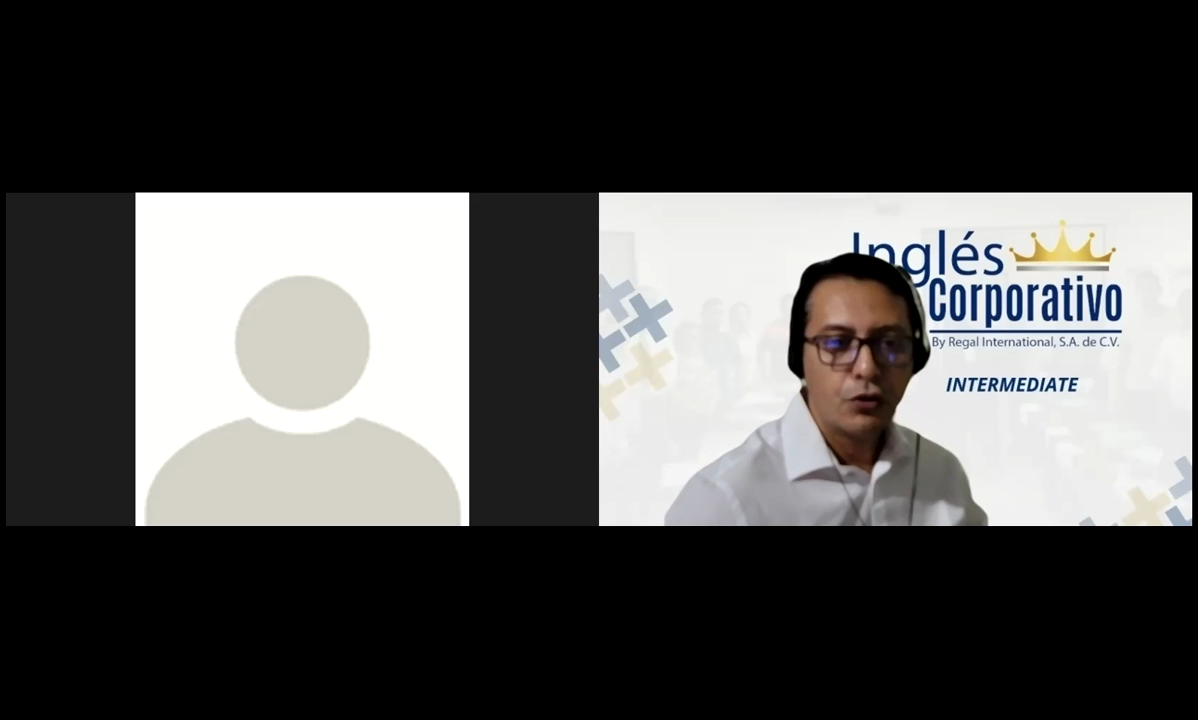 Inglés
Corporativo
By Regal International, S.A. de C.V.
INTERMEDIATE